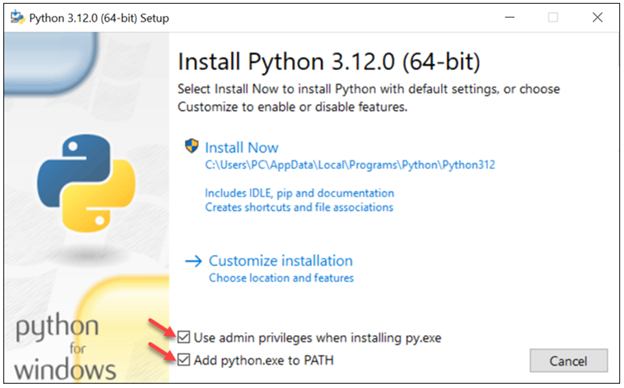 Python 3.12.0 (64-bit) Setup
Install Python 3.12.0 (64-bit)
Select Install Now to install Python with default settings, or choose
Customize to enable or disable features.
Install Now
C:\Users\PC\AppData\Local\Programs\Python\Python312
Includes IDLE, pip and documentation
Creates shortcuts and file associations
Customize installation
Choose location and features
python
for
windows
Use admin privileges when installing py.exe
Add python.exe to PATH
Cancel